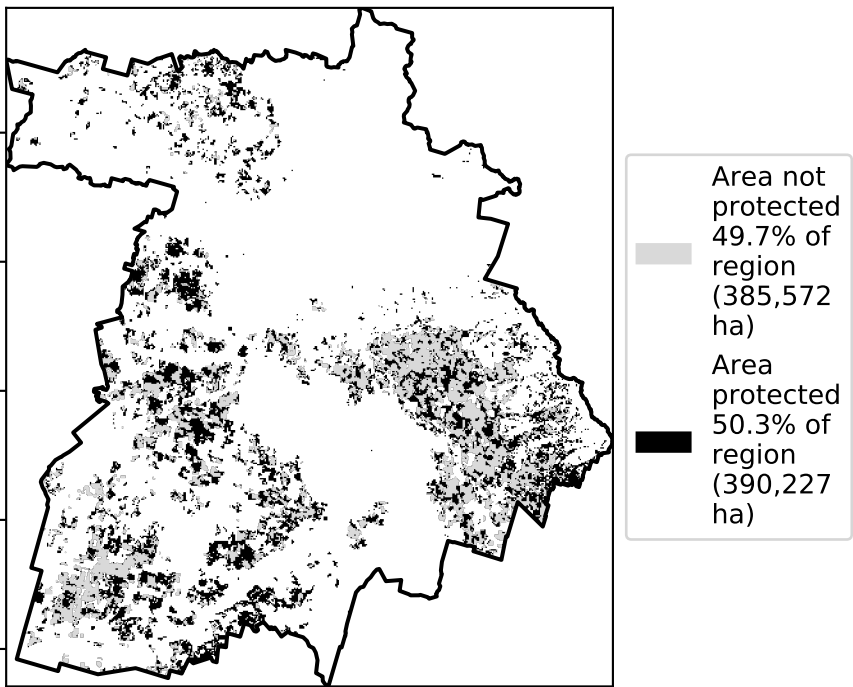 Area not
protected
49.7% of
region
(385,572
ha)
Area
protected
50.3% of
region
(390,227
ha)